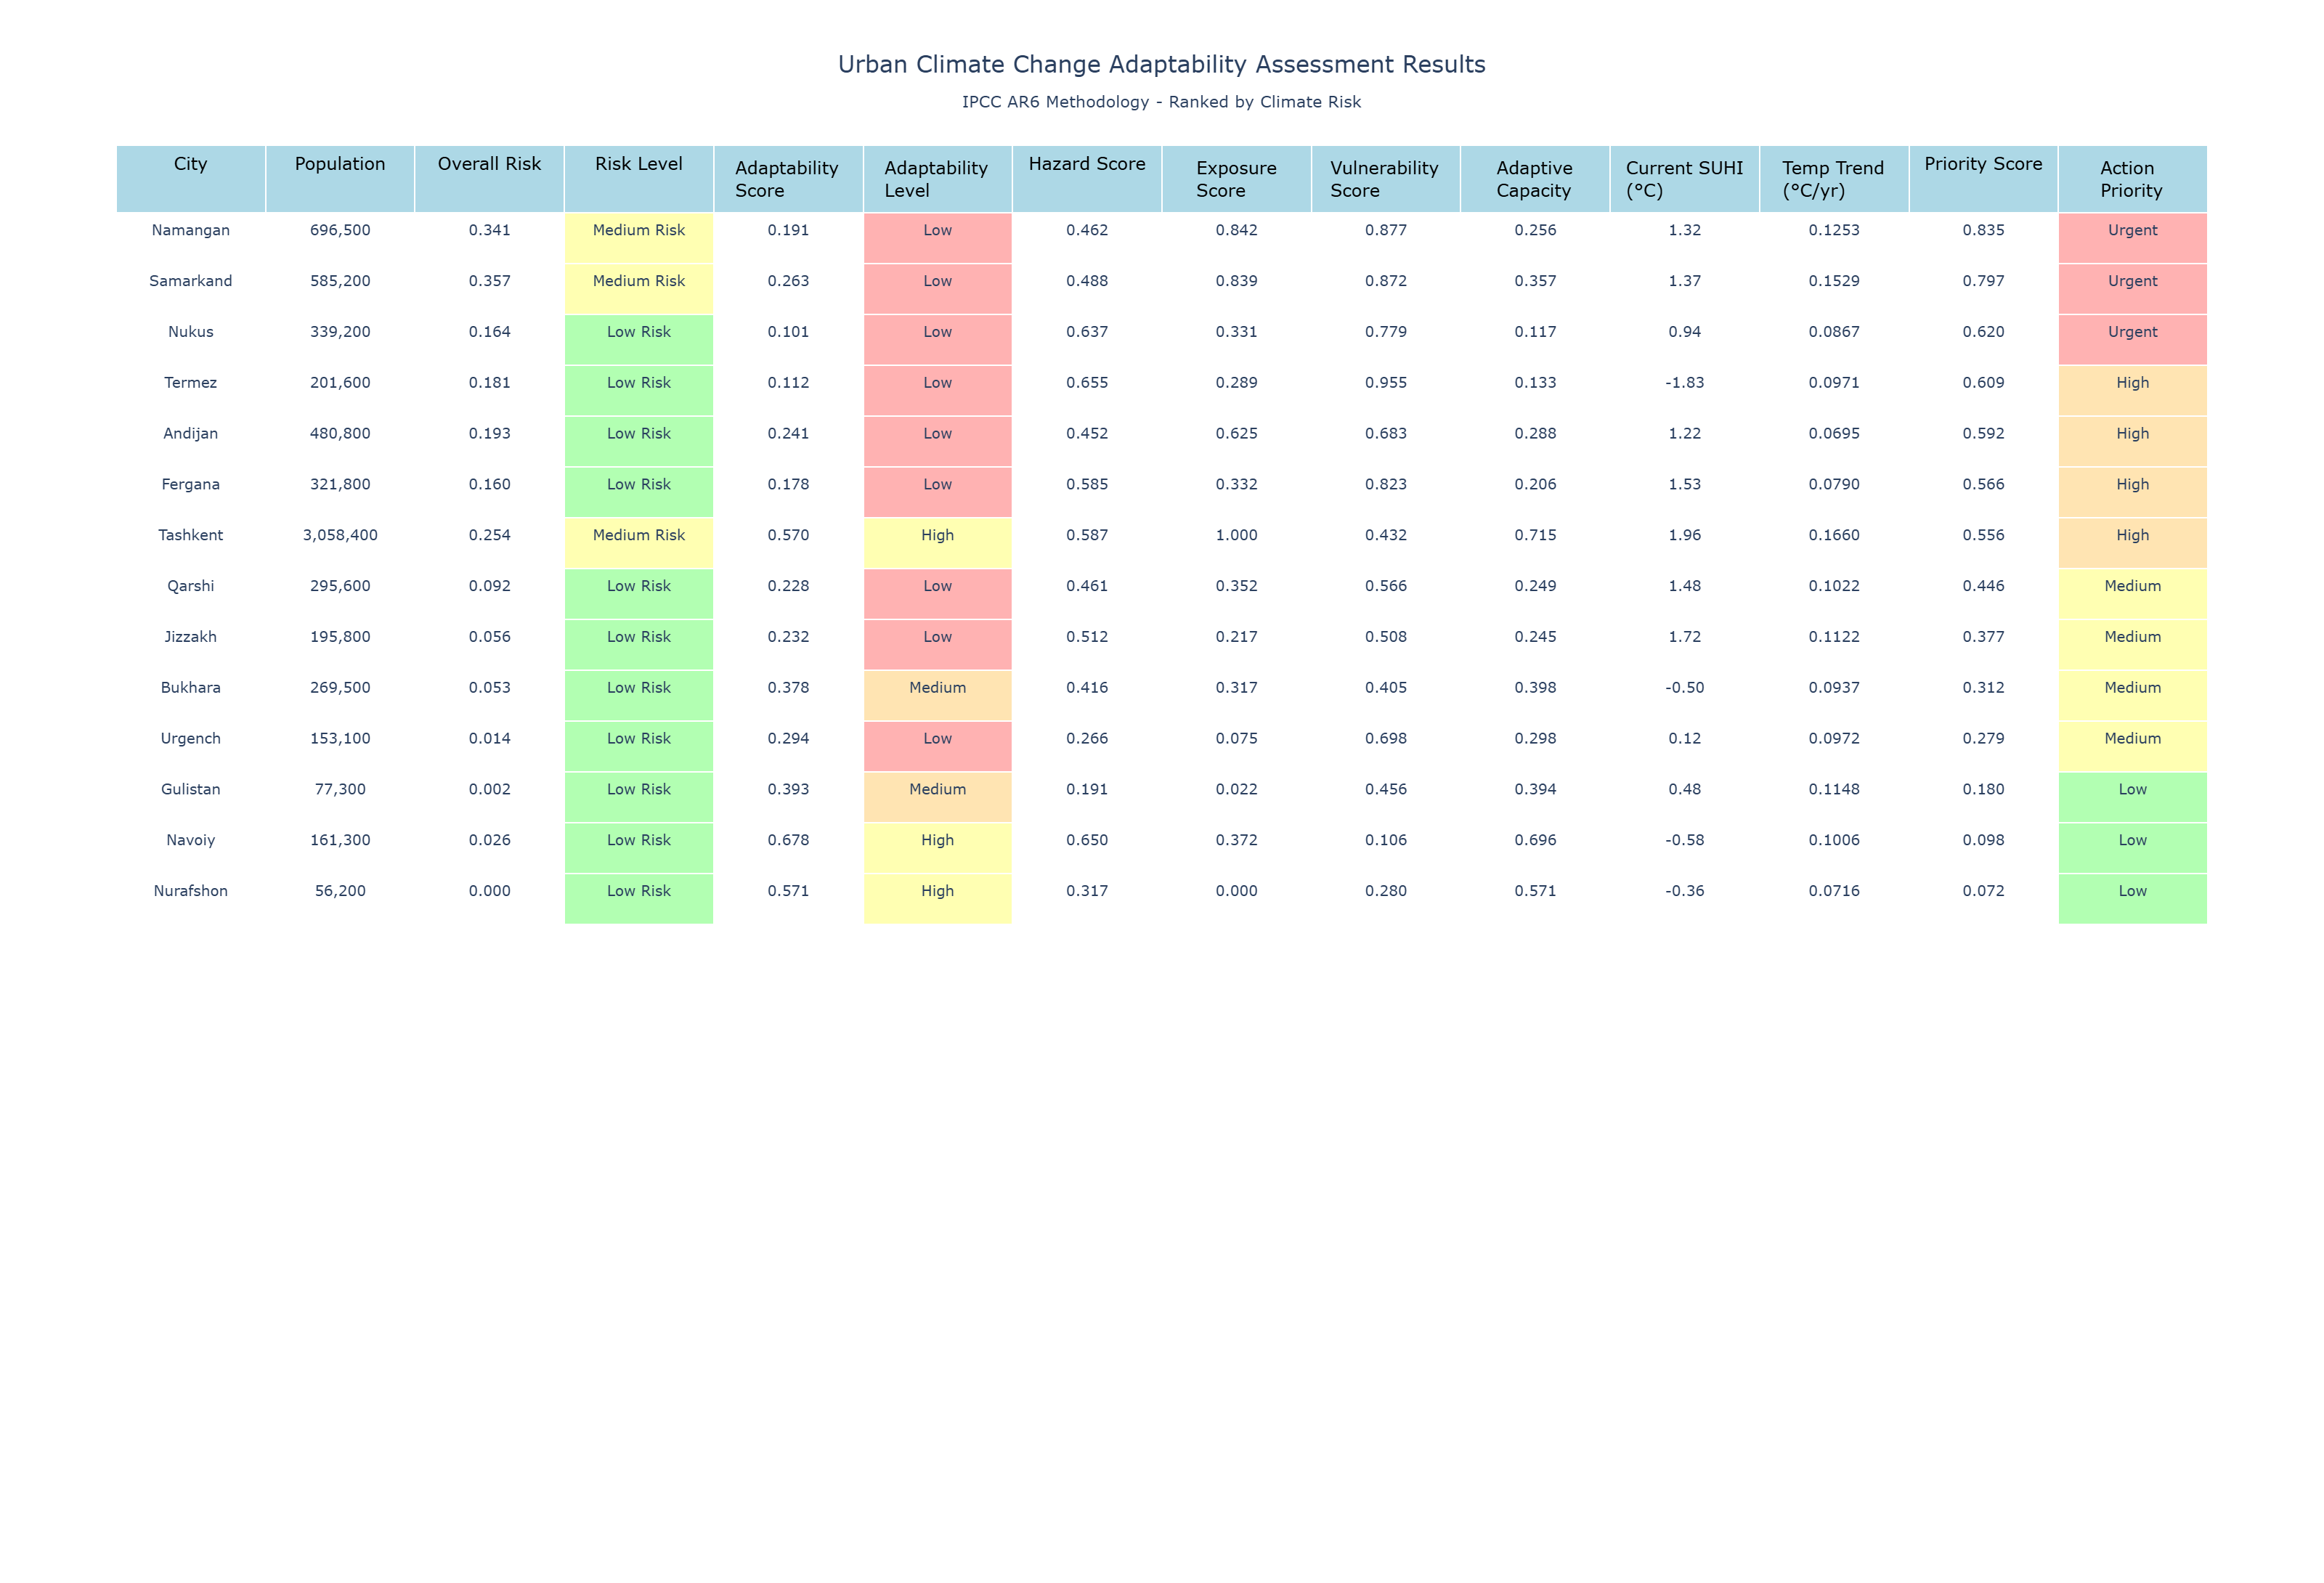 Urban Climate Change Adaptability Assessment Results
IPCC AR6 Methodology - Ranked by Climate Risk
City Population Overall Risk Risk Level Adaptability Score Adaptability Level Hazard Score Exposure Score Vulnerability Score Adaptive Capacity Current SUHI (°C) Temp Trend (°C/yr) Priority Score Action Priority
Namangan 696,500 0.341 Medium Risk 0.191 Low 0.462 0.842 0.877 0.256 1.32 0.1253 0.835 Urgent
Samarkand 585,200 0.357 Medium Risk 0.263 Low 0.488 0.839 0.872 0.357 1.37 0.1529 0.797 Urgent
Nukus 339,200 0.164 Low Risk 0.101 Low 0.637 0.331 0.779 0.117 0.94 0.0867 0.620 Urgent
Termez 201,600 0.181 Low Risk 0.112 Low 0.655 0.289 0.955 0.133 -1.83 0.0971 0.609 High
Andijan 480,800 0.193 Low Risk 0.241 Low 0.452 0.625 0.683 0.288 1.22 0.0695 0.592 High
Fergana 321,800 0.160 Low Risk 0.178 Low 0.585 0.332 0.823 0.206 1.53 0.0790 0.566 High
Tashkent 3,058,400 0.254 Medium Risk 0.570 High 0.587 1.000 0.432 0.715 1.96 0.1660 0.556 High
Qarshi 295,600 0.092 Low Risk 0.228 Low 0.461 0.352 0.566 0.249 1.48 0.1022 0.446 Medium
Jizzakh 195,800 0.056 Low Risk 0.232 Low 0.512 0.217 0.508 0.245 1.72 0.1122 0.377 Medium
Bukhara 269,500 0.053 Low Risk 0.378 Medium 0.416 0.317 0.405 0.398 -0.50 0.0937 0.312 Medium
Urgench 153,100 0.014 Low Risk 0.294 Low 0.266 0.075 0.698 0.298 0.12 0.0972 0.279 Medium
Gulistan 77,300 0.002 Low Risk 0.393 Medium 0.191 0.022 0.456 0.394 0.48 0.1148 0.180 Low
Navoiy 161,300 0.026 Low Risk 0.678 High 0.650 0.372 0.106 0.696 -0.58 0.1006 0.098 Low
Nurafshon 56,200 0.000 Low Risk 0.571 High 0.317 0.000 0.280 0.571 -0.36 0.0716 0.072 Low